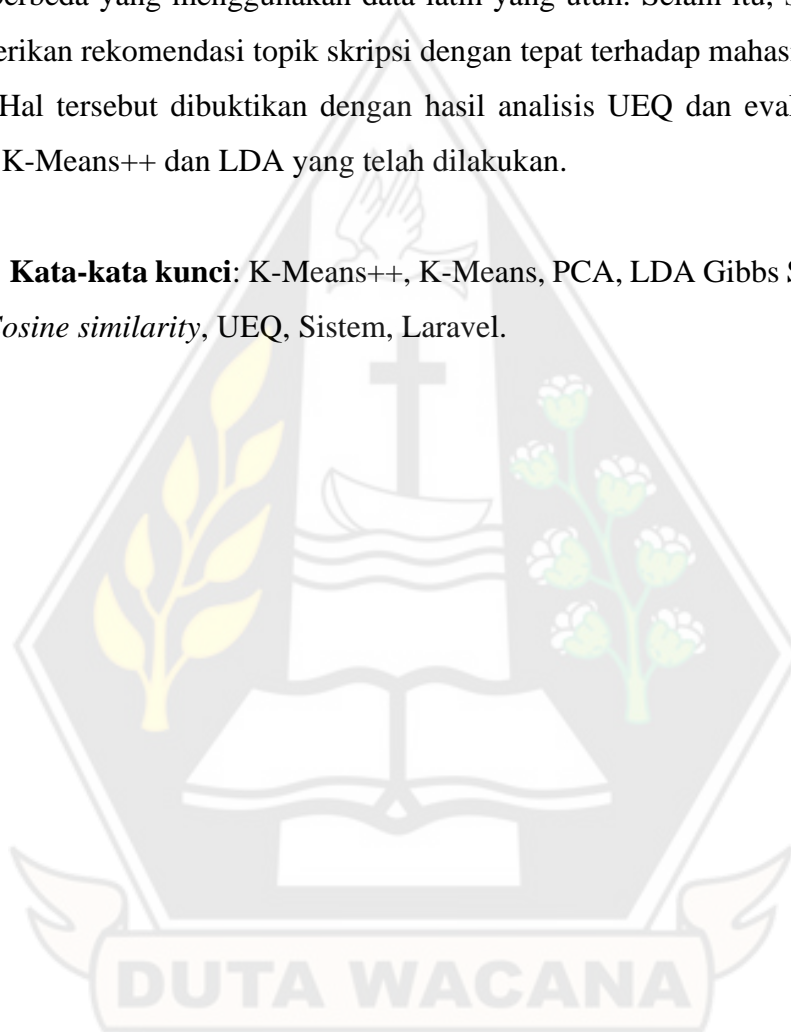 berbeda yang menggunakan data latih yang utuh. Selain itu, s
erikan rekomendasi topik skripsi dengan tepat terhadap mahas
Hal tersebut dibuktikan dengan hasil analisis UEQ dan eval
K-Means++ dan LDA yang telah dilakukan.
Kata-kata kunci: K-Means++, K-Means, PCA, LDA Gibbs S
Cosine similarity, UEQ, Sistem, Laravel.
DUTA WACANA